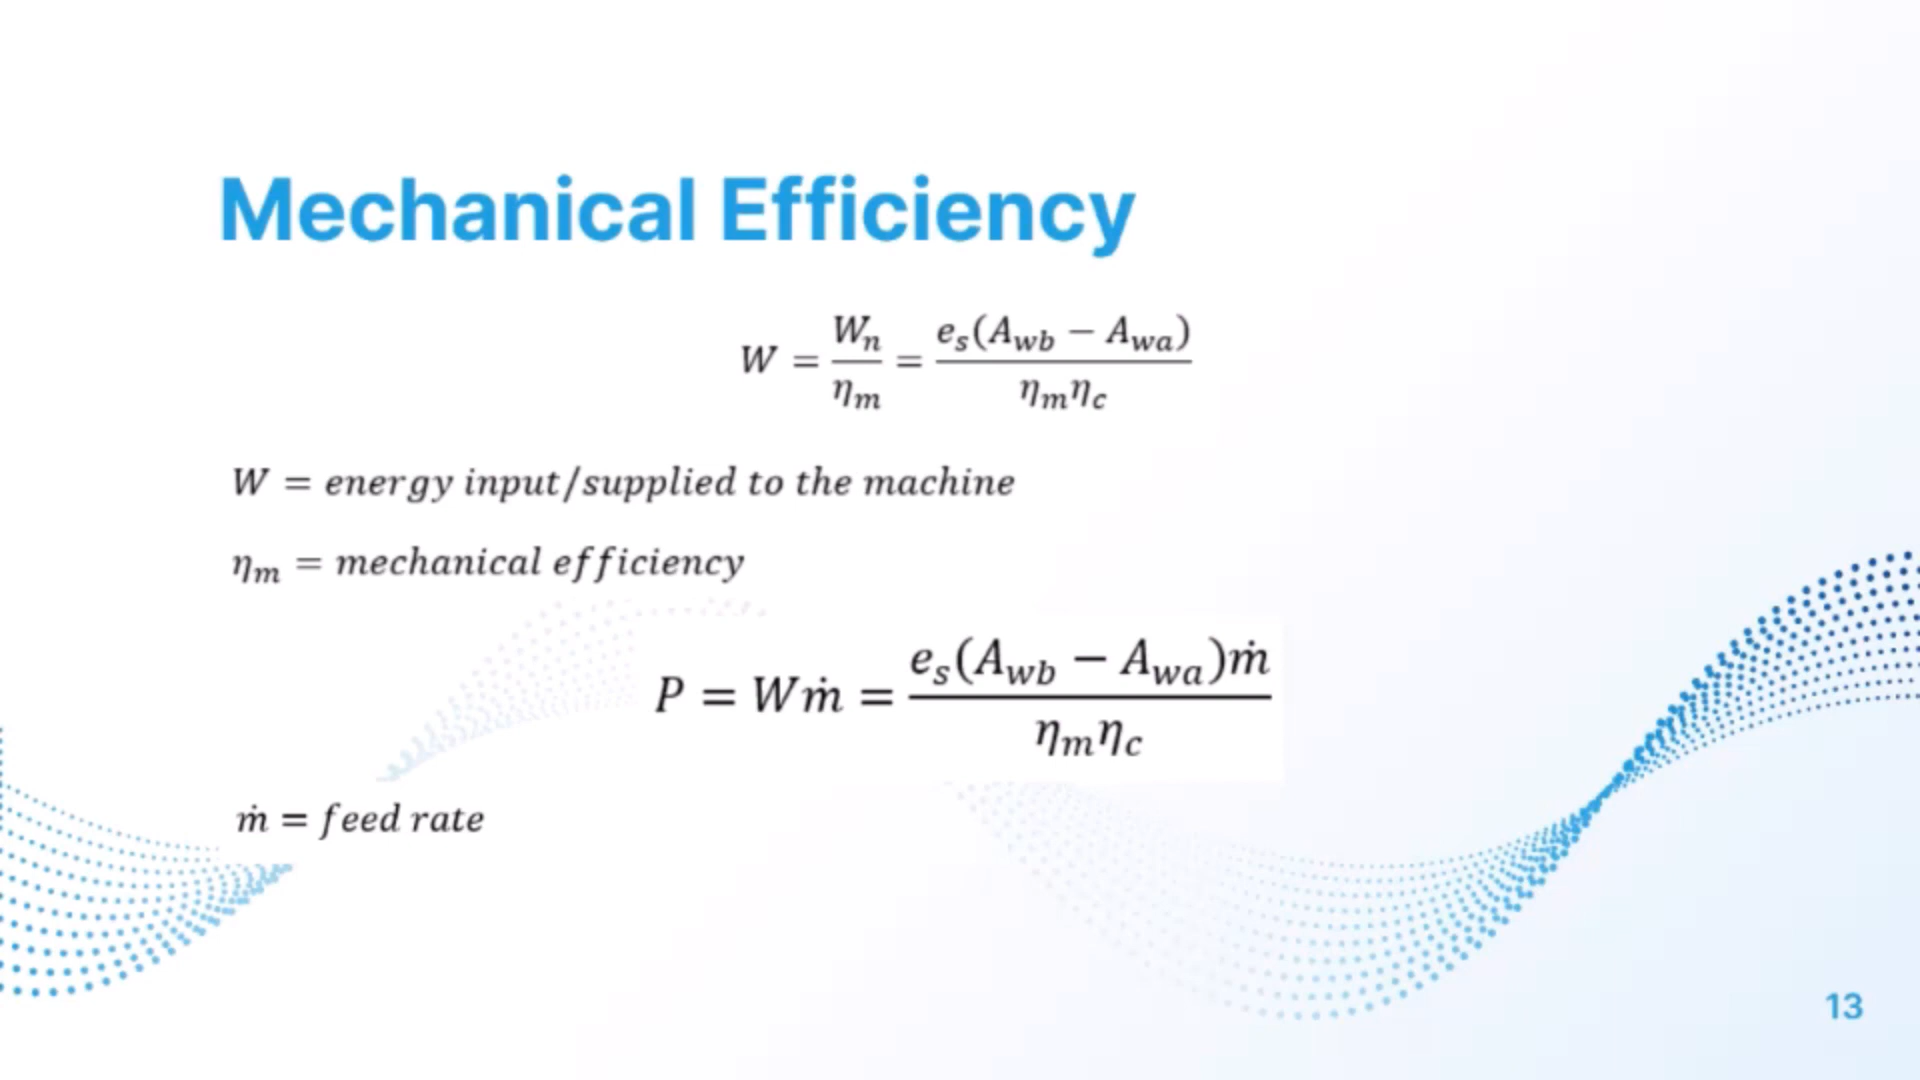 Mechanical Efficiency
W = W_n / η_m = e_s(A_wb − A_wa) / η_m η_c
W = energy input/supplied to the machine
η_m = mechanical efficiency
P = Wṁ = e_s(A_wb − A_wa)ṁ / η_m η_c
ṁ = feed rate
13